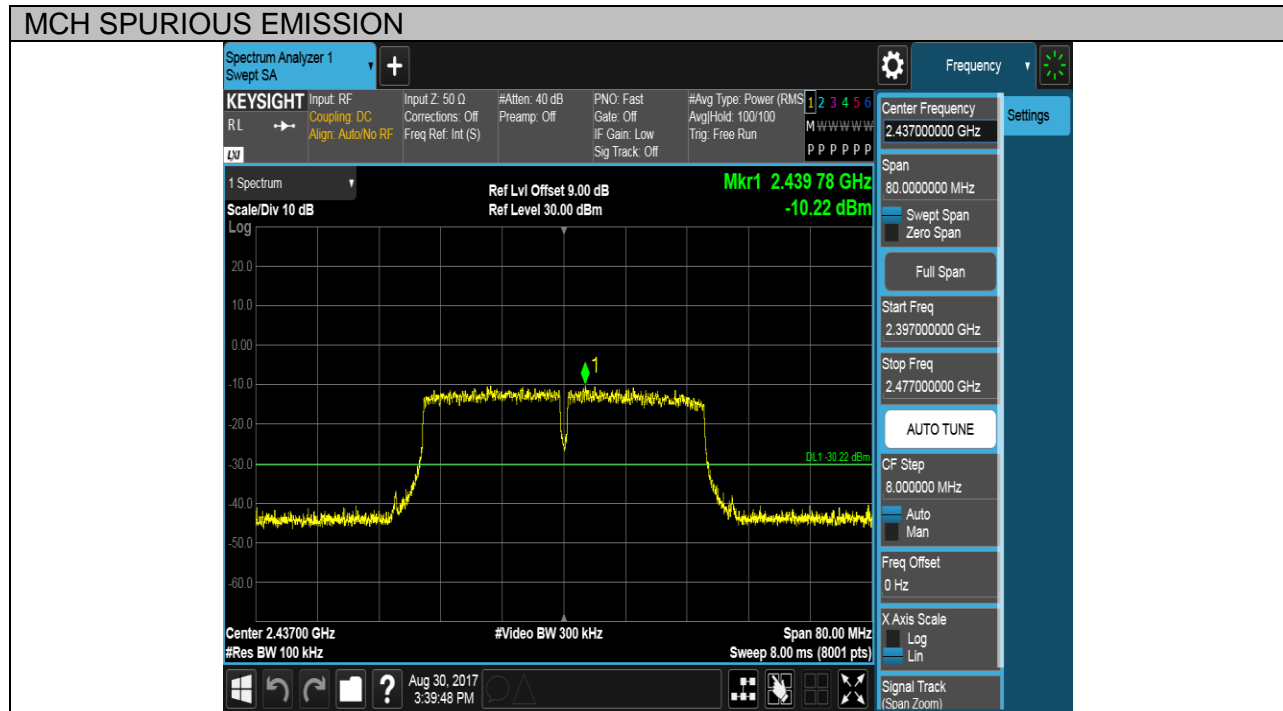 MCH SPURIOUS EMISSION
Spectrum Analyzer 1
Swept SA
+
Frequency
KEYSIGHT
RL
LXI
Input: RF
Coupling: DC
Align: Auto/No RF
Input Z: 50 Ω
Corrections: Off
Freq Ref: Int (S)
#Atten: 40 dB
Preamp: Off
PNO: Fast
Gate: Off
IF Gain: Low
Sig Track: Off
#Avg Type: Power (RMS
Avg|Hold: 100/100
Trig: Free Run
1 2 3 4 5 6
M W W W W W
P P P P P P
1 Spectrum
Scale/Div 10 dB
Ref Lvl Offset 9.00 dB
Ref Level 30.00 dBm
Mkr1 2.439 78 GHz
-10.22 dBm
Log
20.0
10.0
0.00
-10.0
-20.0
-30.0
-40.0
-50.0
-60.0
1
DL1 -30.22 dBm
Center 2.43700 GHz
#Res BW 100 kHz
#Video BW 300 kHz
Span 80.00 MHz
Sweep 8.00 ms (8001 pts)
?
Aug 30, 2017
3:39:48 PM
Center Frequency
2.437000000 GHz
Span
80.0000000 MHz
Swept Span
Zero Span
Full Span
Start Freq
2.397000000 GHz
Stop Freq
2.477000000 GHz
AUTO TUNE
CF Step
8.000000 MHz
Auto
Man
Freq Offset
0 Hz
X Axis Scale
Log
Lin
Signal Track
(Span Zoom)
Settings